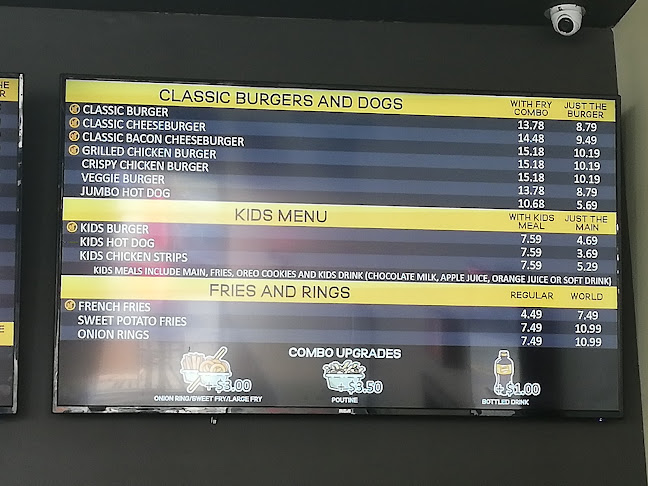 HE
R
E
CLASSIC BURGERS AND DOGS WITH FRY COMBO JUST THE BURGER
CLASSIC BURGER 13.78 8.79
CLASSIC CHEESEBURGER 14.48 9.49
CLASSIC BACON CHEESEBURGER 15.18 10.19
GRILLED CHICKEN BURGER 15.18 10.19
CRISPY CHICKEN BURGER 15.18 10.19
VEGGIE BURGER 13.78 8.79
JUMBO HOT DOG 10.68 5.69
KIDS MENU WITH KIDS MEAL JUST THE MAIN
KIDS BURGER 7.59 4.69
KIDS HOT DOG 7.59 3.69
KIDS CHICKEN STRIPS 7.59 5.29
KIDS MEALS INCLUDE MAIN, FRIES, OREO COOKIES AND KIDS DRINK (CHOCOLATE MILK, APPLE JUICE, ORANGE JUICE OR SOFT DRINK)
FRIES AND RINGS REGULAR WORLD
FRENCH FRIES 4.49 7.49
SWEET POTATO FRIES 7.49 10.99
ONION RINGS 7.49 10.99
COMBO UPGRADES
+ $3.00 + $3.50 + $1.00
ONION RING/SWEET FRY/LARGE FRY POUTINE BOTTLED DRINK